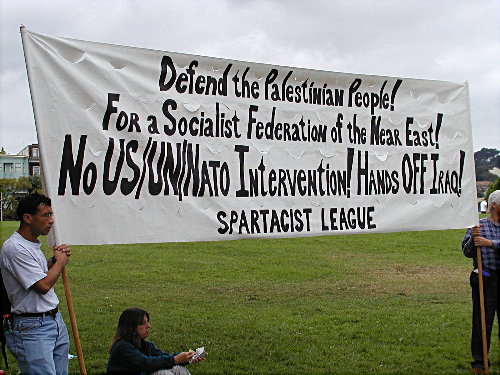 Defend the Palestinian People!
For a Socialist Federation of the Near East!
No US/UN/Nato Intervention! Hands Off Iraq!
SPARTACIST LEAGUE